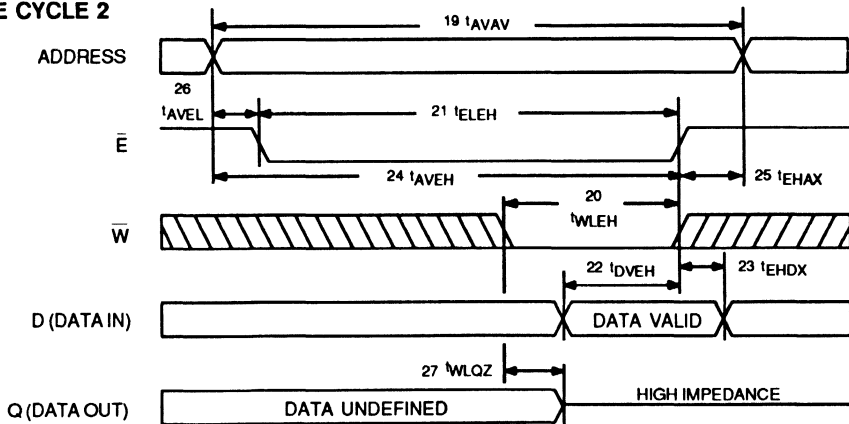 E CYCLE 2
19 tAVAV
ADDRESS
26
tAVEL
21 tELEH
E̅
24 tAVEH
25 tEHAX
20
tWLEH
W̅
22 tDVEH
23 tEHDX
D (DATA IN)
DATA VALID
27 tWLQZ
HIGH IMPEDANCE
Q (DATA OUT)
DATA UNDEFINED